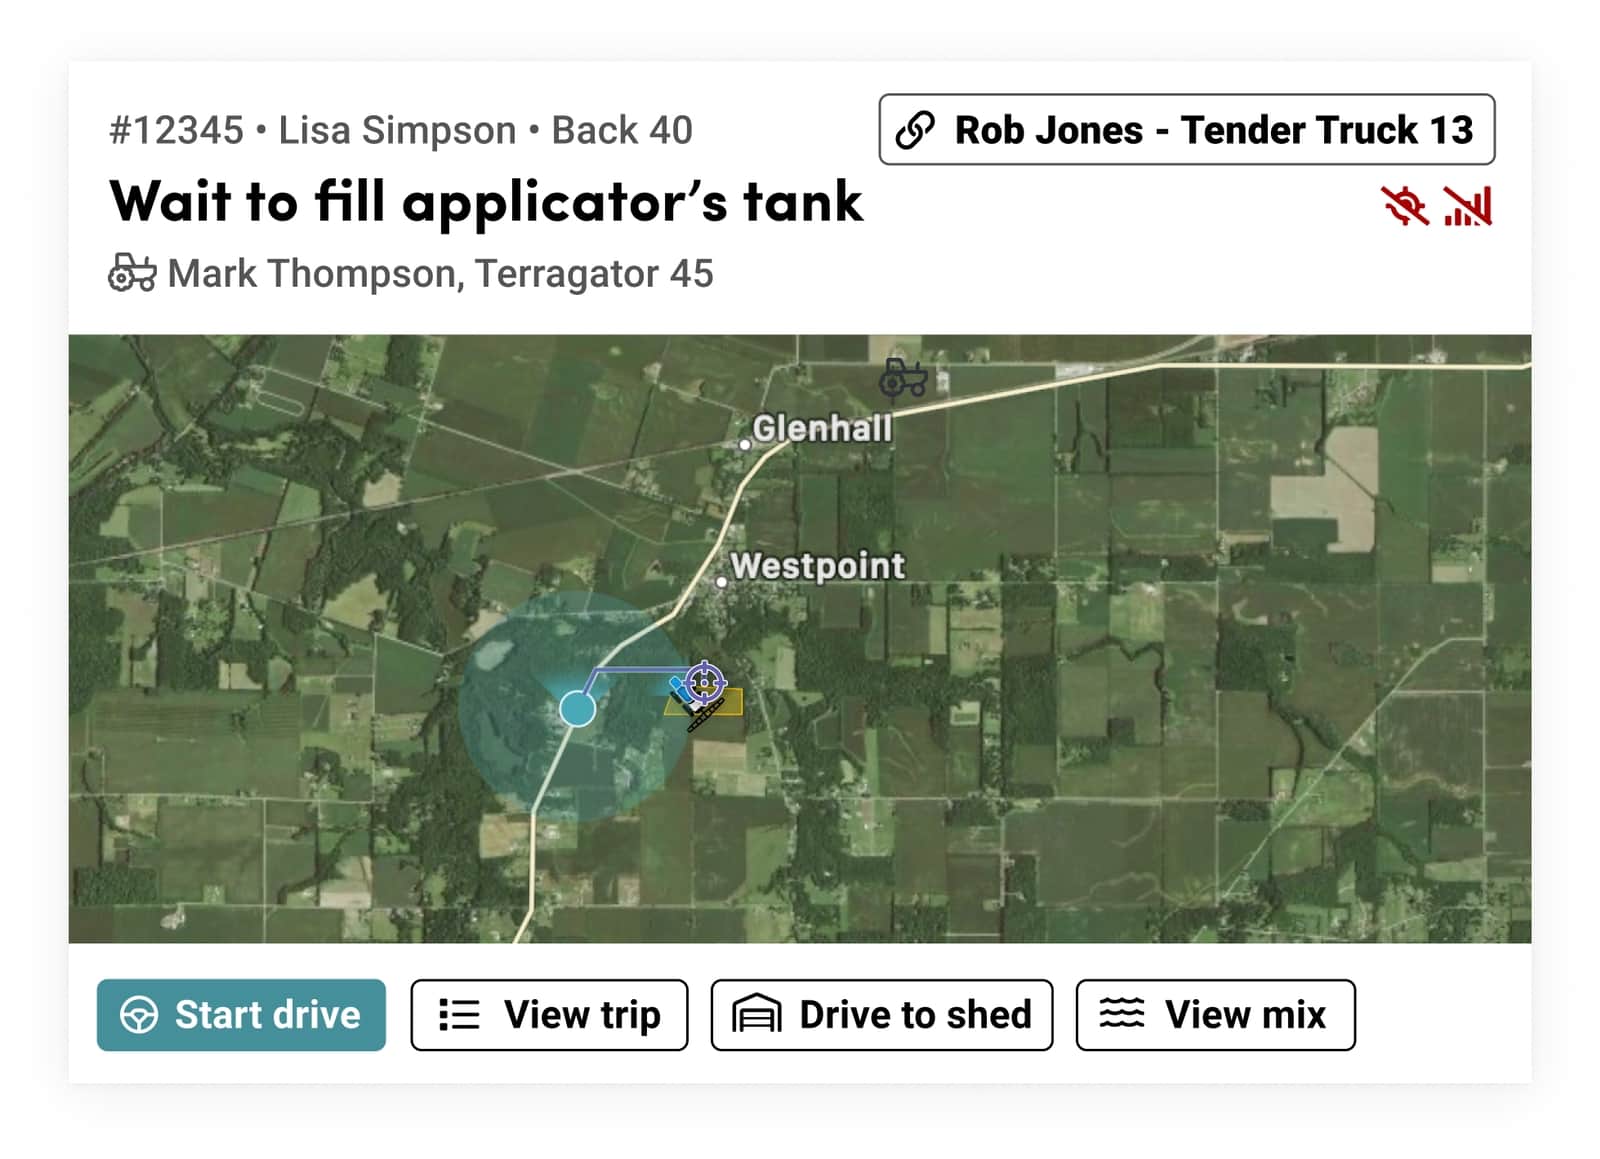 #12345 • Lisa Simpson • Back 40
Rob Jones - Tender Truck 13
Wait to fill applicator’s tank
Mark Thompson, Terragator 45
Glenhall
Westpoint
Start drive
View trip
Drive to shed
View mix